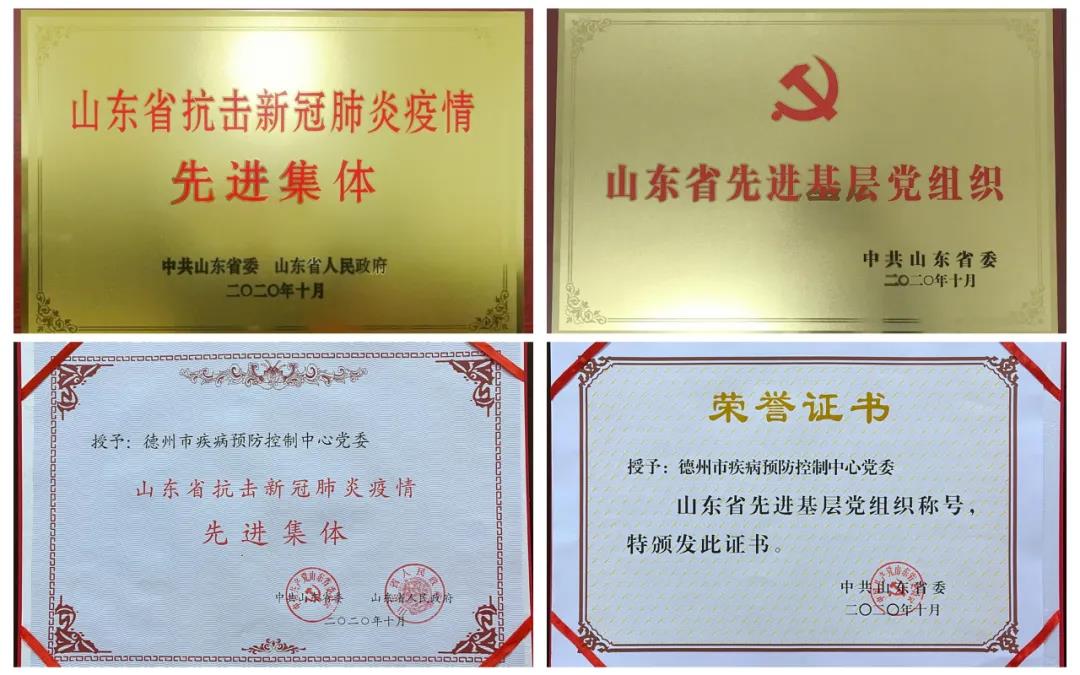 山东省抗击新冠肺炎疫情
先进集体
中共山东省委 山东省人民政府
二〇二〇年十月
山东省先进基层党组织
中共山东省委
二〇二〇年十月
授予：德州市疾病预防控制中心党委
山东省抗击新冠肺炎疫情
先进集体
中共山东省委 山东省人民政府
二〇二〇年十月
荣誉证书
授予：德州市疾病预防控制中心党委
山东省先进基层党组织称号，
特颁发此证书。
中共山东省委
二〇二〇年十月